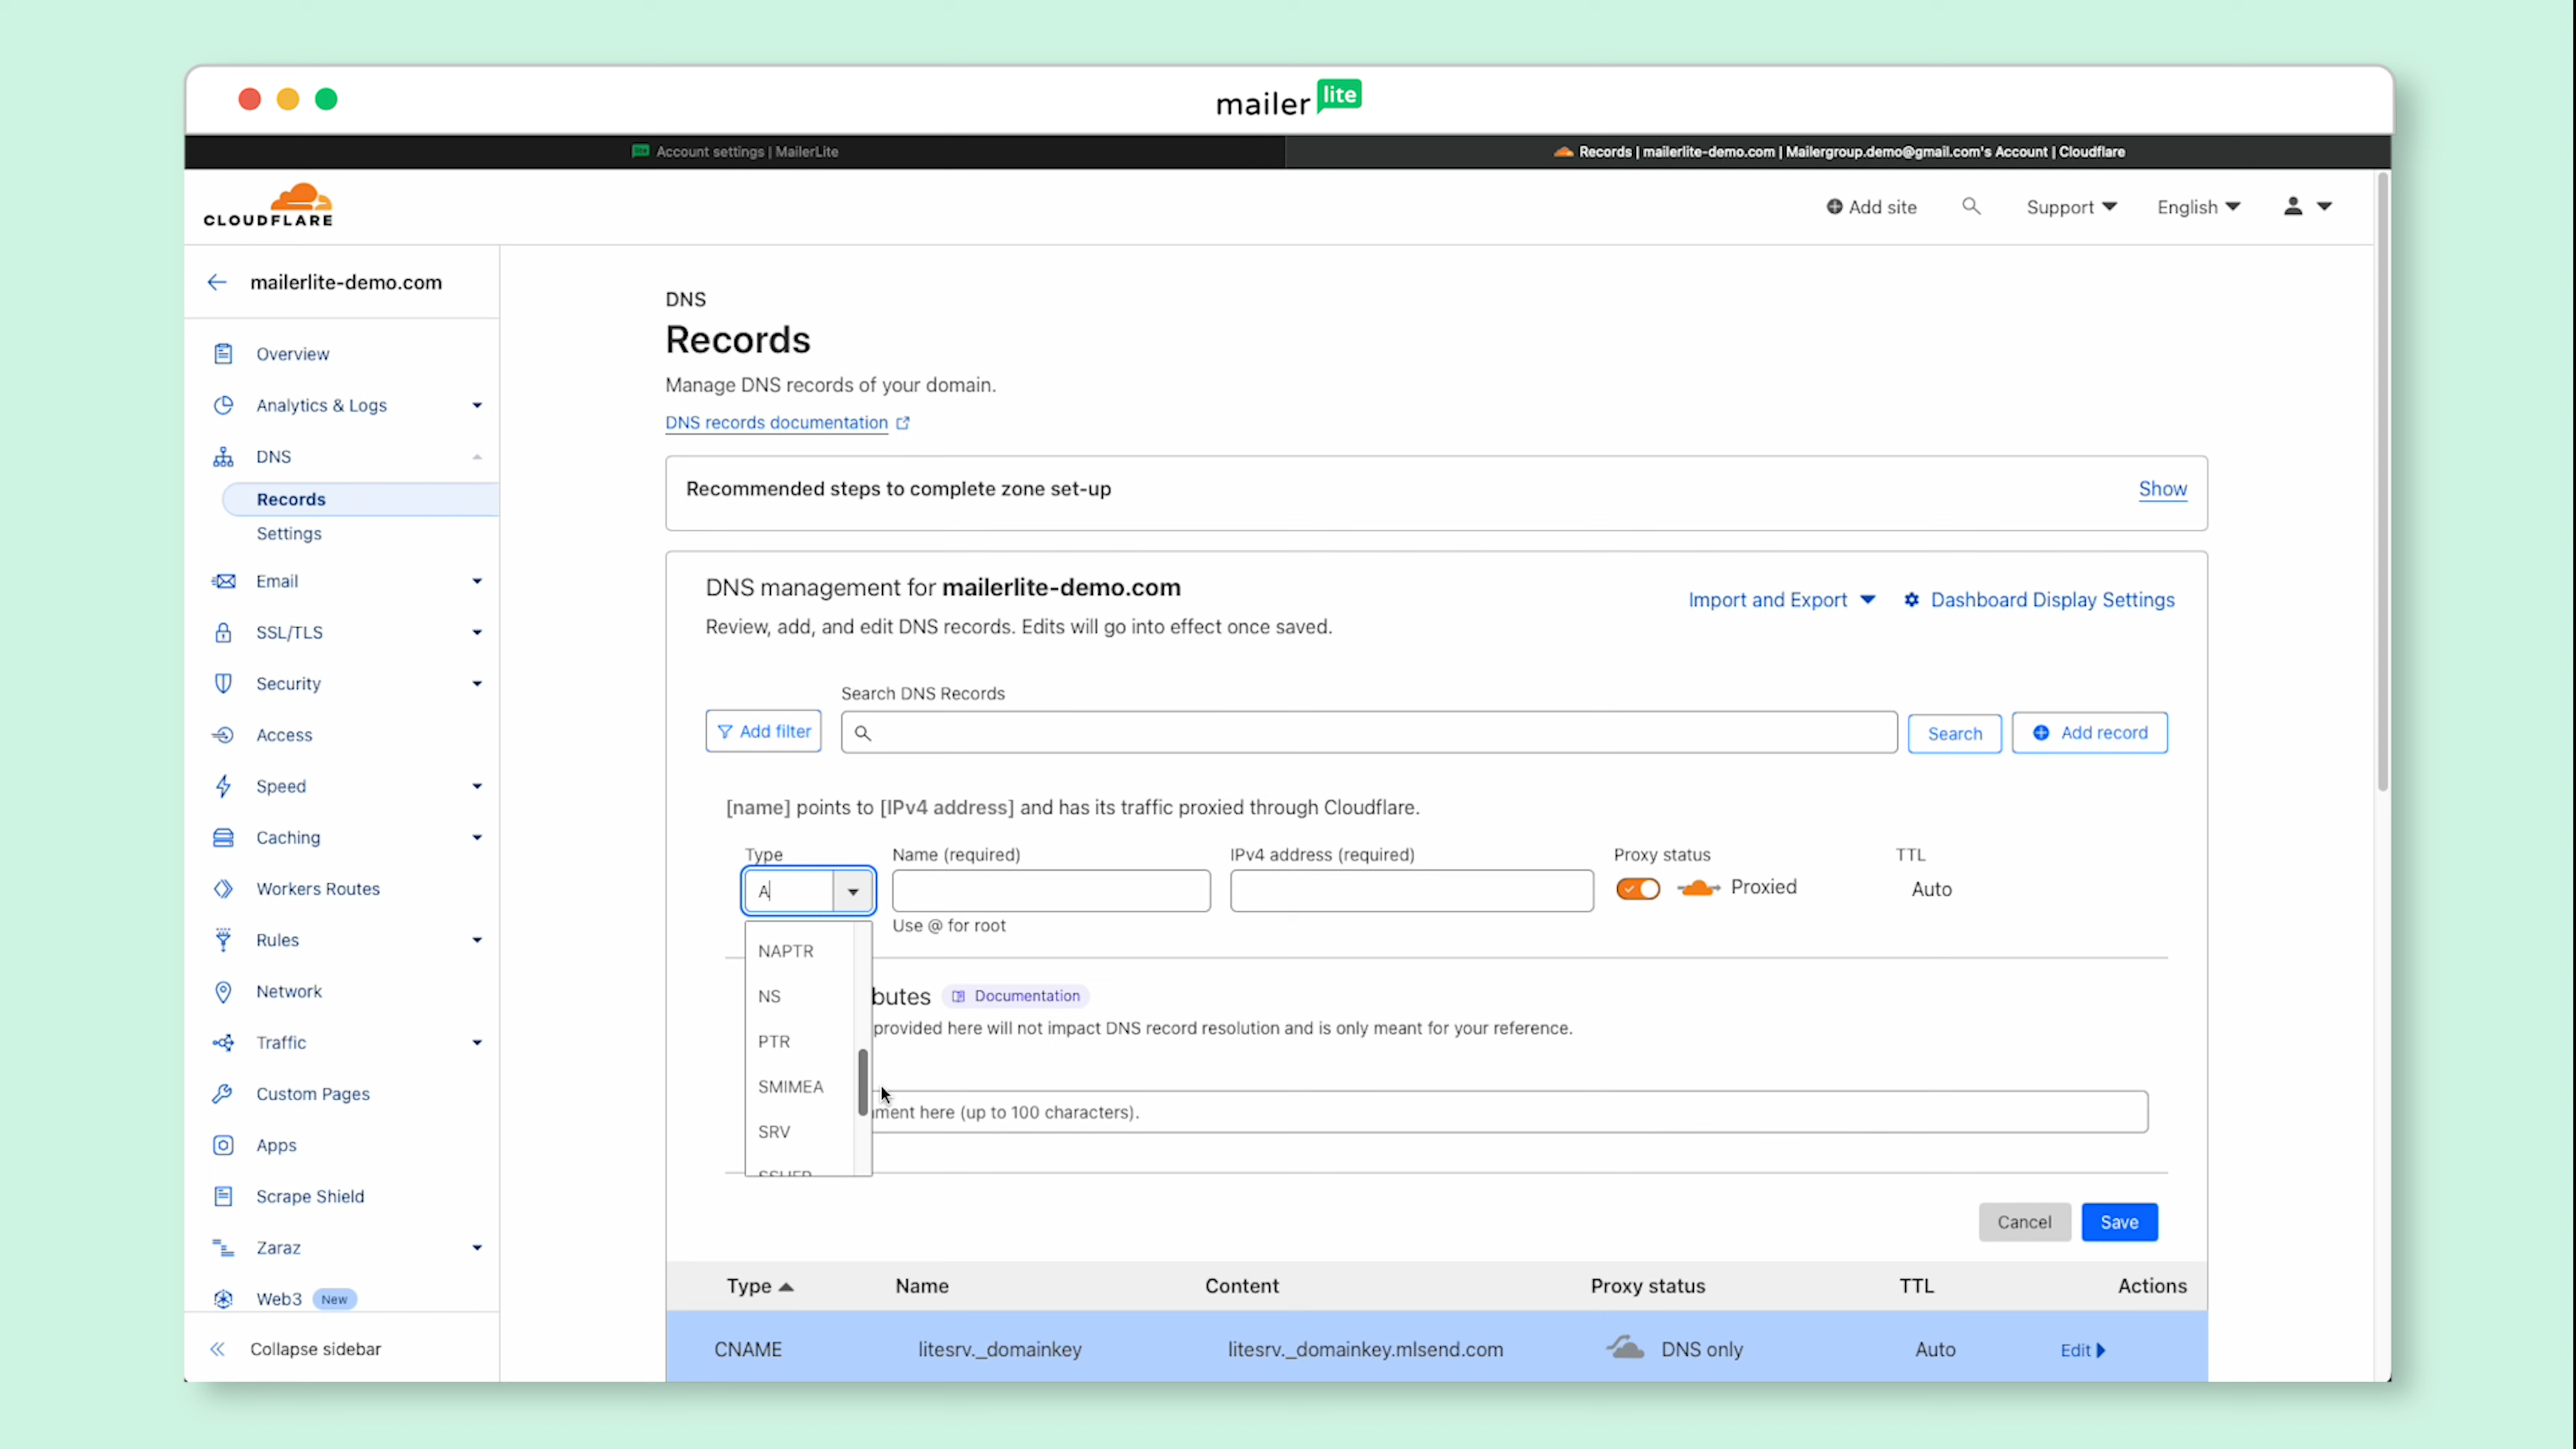 mailer lite
Account settings | MailerLite
Records | mailerlite-demo.com | Mailergroup.demo@gmail.com's Account | Cloudflare
CLOUDFLARE
Add site
Support
English
mailerlite-demo.com
Overview
Analytics & Logs
DNS
Records
Settings
Email
SSL/TLS
Security
Access
Speed
Caching
Workers Routes
Rules
Network
Traffic
Custom Pages
Apps
Scrape Shield
Zaraz
Web3 New
Collapse sidebar
DNS
Records
Manage DNS records of your domain.
DNS records documentation
Recommended steps to complete zone set-up
Show
DNS management for mailerlite-demo.com
Review, add, and edit DNS records. Edits will go into effect once saved.
Import and Export
Dashboard Display Settings
Search DNS Records
Add filter
Search
Add record
[name] points to [IPv4 address] and has its traffic proxied through Cloudflare.
Type
Name (required)
IPv4 address (required)
Proxy status
TTL
A
Proxied
Auto
Use @ for root
NAPTR
NS
PTR
SMIMEA
SRV
butes
Documentation
provided here will not impact DNS record resolution and is only meant for your reference.
ment here (up to 100 characters).
Cancel
Save
Type Name Content Proxy status TTL Actions
CNAME litesrv._domainkey litesrv._domainkey.mlsend.com DNS only Auto Edit